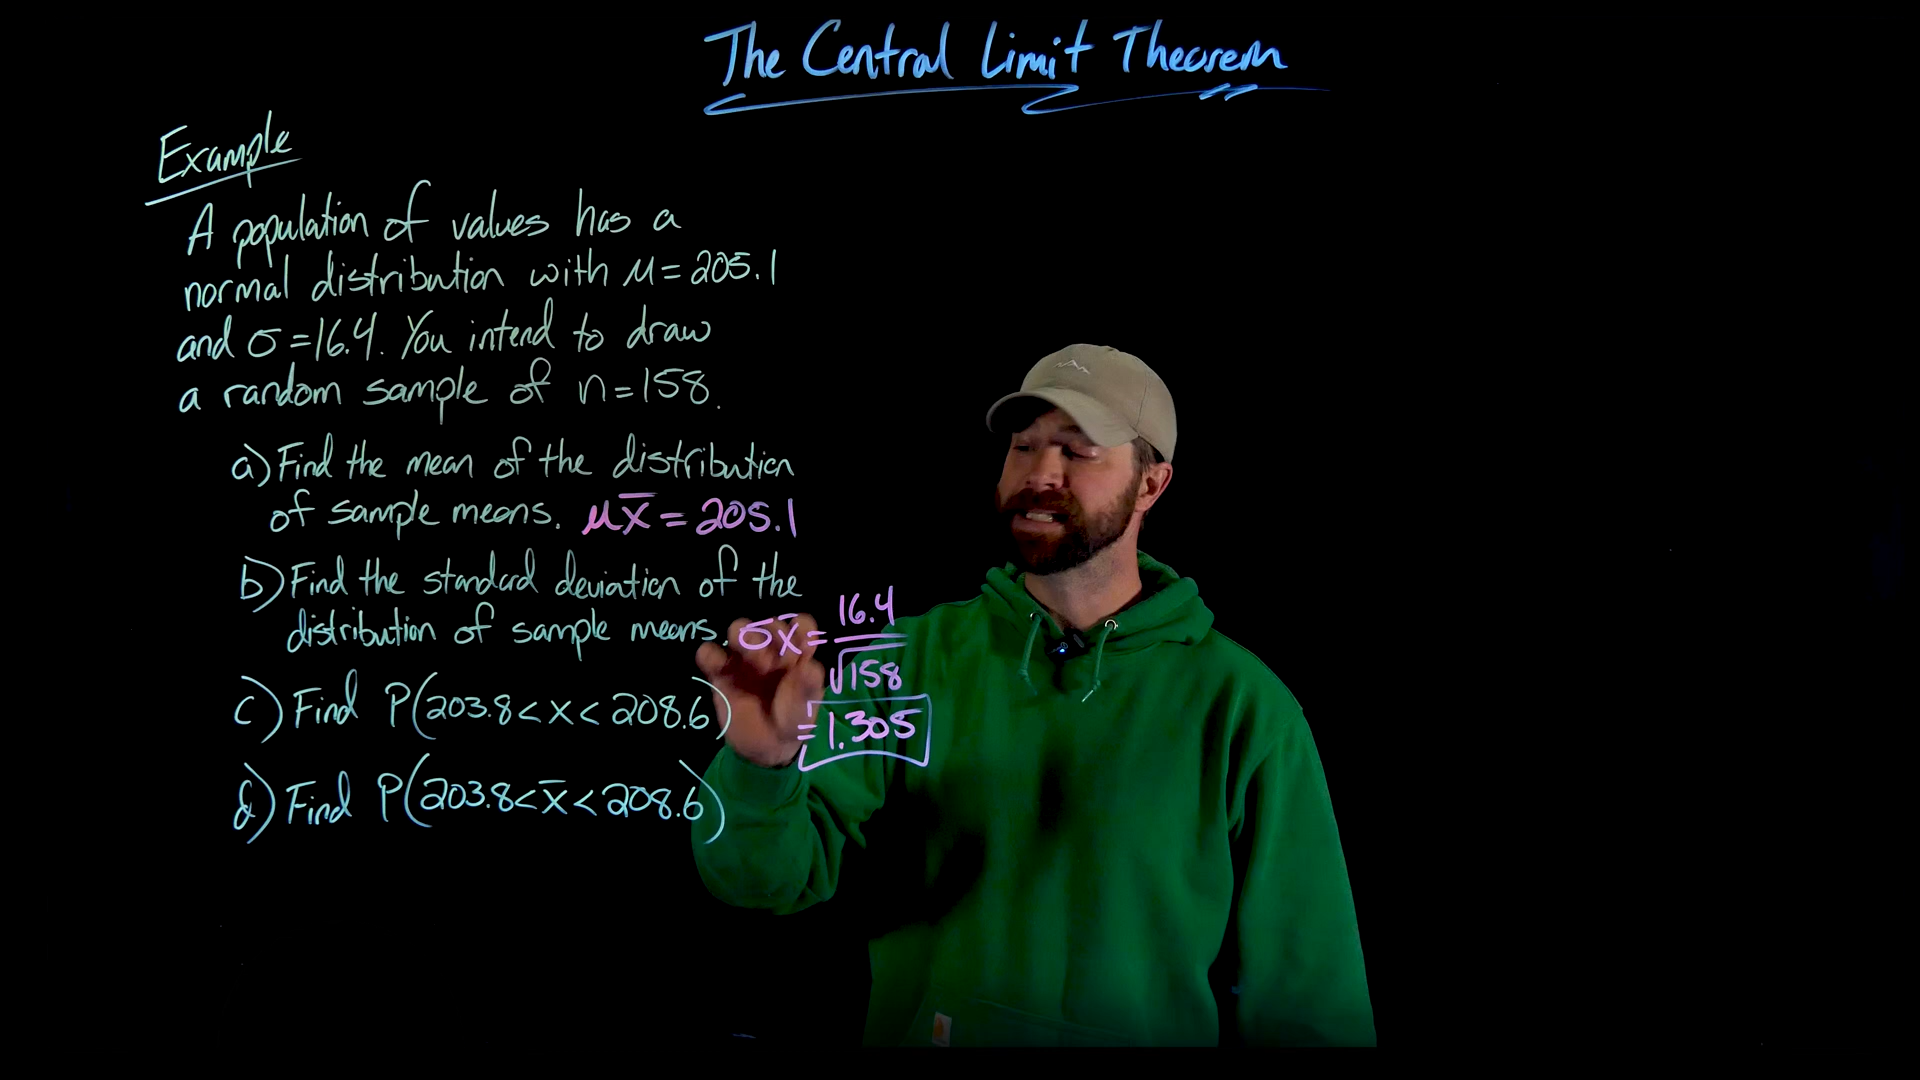 The Central Limit Theorem
Example
A population of values has a
normal distribution with μ=205.1
and σ=16.4. You intend to draw
a random sample of n=158.
a) Find the mean of the distribution
of sample means. μx̄ = 205.1
b) Find the standard deviation of the
distribution of sample means. σx̄ = 16.4/√158
= 1.305
c) Find P(203.8<x<208.6)
d) Find P(203.8<x̄<208.6)